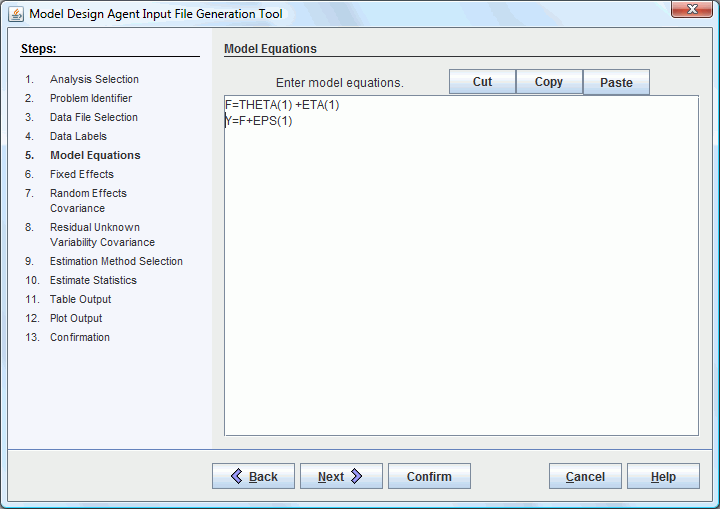 Model Design Agent Input File Generation Tool
Steps:
1. Analysis Selection
2. Problem Identifier
3. Data File Selection
4. Data Labels
5. Model Equations
6. Fixed Effects
7. Random Effects
Covariance
8. Residual Unknown
Variability Covariance
9. Estimation Method Selection
10. Estimate Statistics
11. Table Output
12. Plot Output
13. Confirmation
Model Equations
Enter model equations.
Cut Copy Paste
F=THETA(1) +ETA(1)
Y=F+EPS(1)
Back Next Confirm Cancel Help